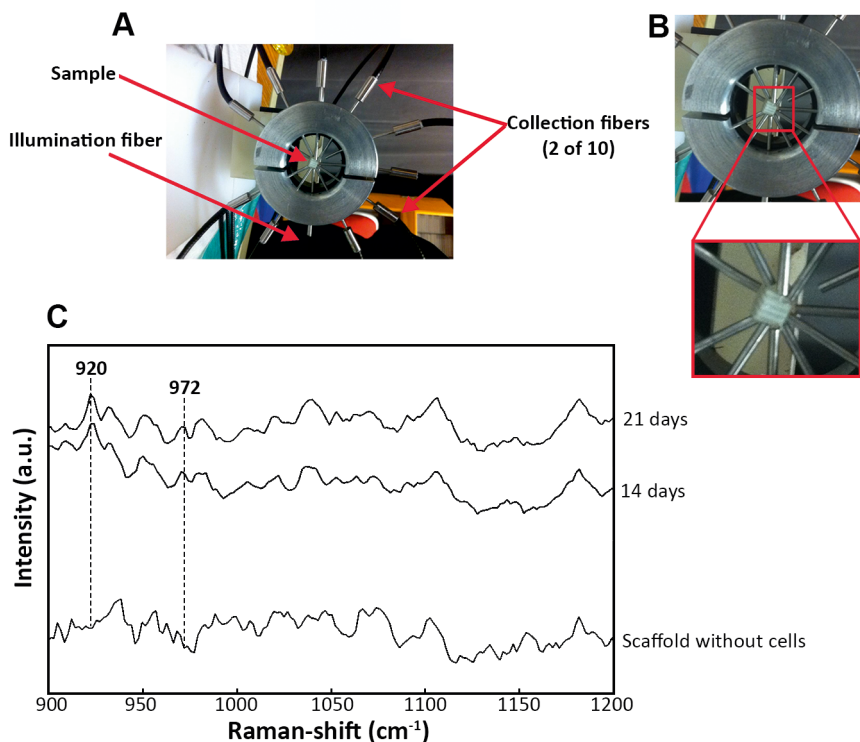 A
B
Sample
Illumination fiber
Collection fibers
(2 of 10)
C
920
972
21 days
14 days
Scaffold without cells
Intensity (a.u.)
900
950
1000
1050
1100
1150
1200
Raman-shift (cm⁻¹)